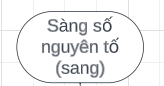 Sàng số
nguyên tố
(sang)